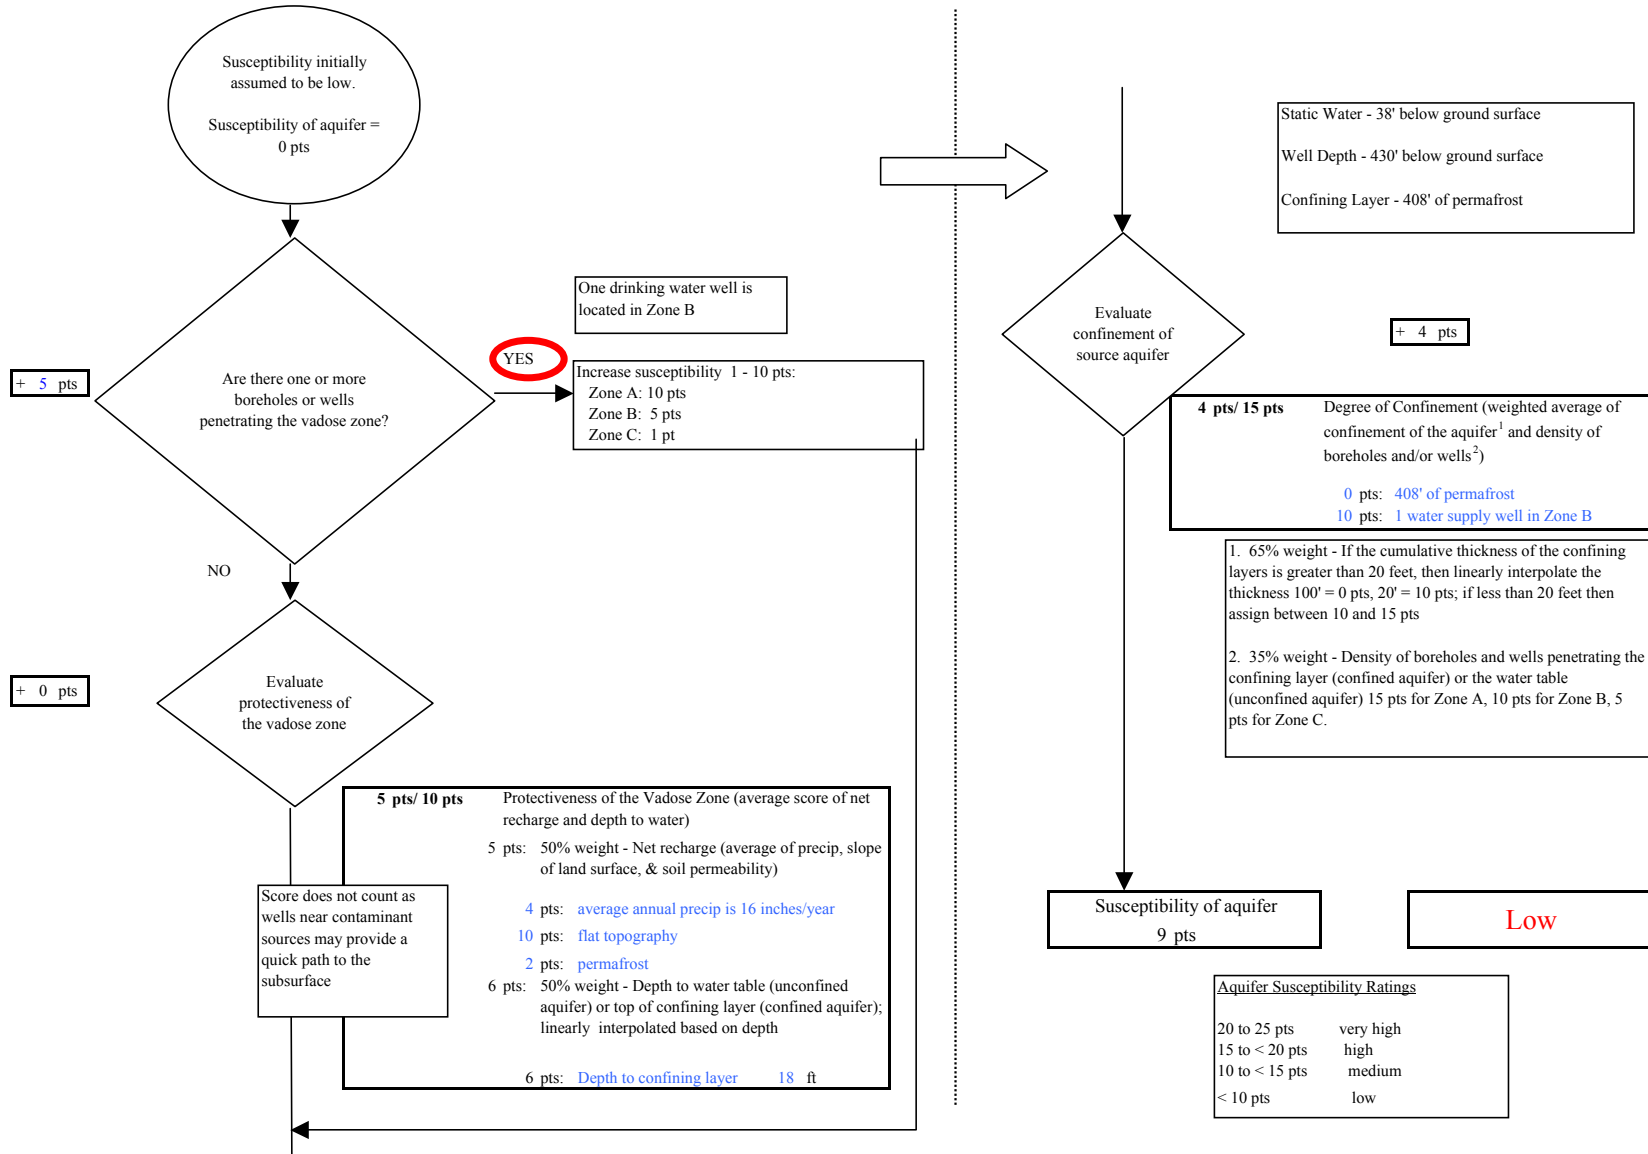 Susceptibility initially
assumed to be low.
Susceptibility of aquifer =
0 pts
+ 5 pts
Are there one or more
boreholes or wells
penetrating the vadose zone?
YES
One drinking water well is
located in Zone B
Increase susceptibility 1 - 10 pts:
Zone A: 10 pts
Zone B: 5 pts
Zone C: 1 pt
NO
+ 0 pts
Evaluate
protectiveness of
the vadose zone
5 pts/ 10 pts Protectiveness of the Vadose Zone (average score of net
recharge and depth to water)
5 pts: 50% weight - Net recharge (average of precip, slope
of land surface, & soil permeability)
4 pts: average annual precip is 16 inches/year
10 pts: flat topography
2 pts: permafrost
6 pts: 50% weight - Depth to water table (unconfined
aquifer) or top of confining layer (confined aquifer);
linearly interpolated based on depth
6 pts: Depth to confining layer 18 ft
Score does not count as
wells near contaminant
sources may provide a
quick path to the
subsurface
Static Water - 38' below ground surface
Well Depth - 430' below ground surface
Confining Layer - 408' of permafrost
Evaluate
confinement of
source aquifer
+ 4 pts
4 pts/ 15 pts Degree of Confinement (weighted average of
confinement of the aquifer1 and density of
boreholes and/or wells2)
0 pts: 408' of permafrost
10 pts: 1 water supply well in Zone B
1. 65% weight - If the cumulative thickness of the confining
layers is greater than 20 feet, then linearly interpolate the
thickness 100' = 0 pts, 20' = 10 pts; if less than 20 feet then
assign between 10 and 15 pts
2. 35% weight - Density of boreholes and wells penetrating the
confining layer (confined aquifer) or the water table
(unconfined aquifer) 15 pts for Zone A, 10 pts for Zone B, 5
pts for Zone C.
Susceptibility of aquifer
9 pts
Low
Aquifer Susceptibility Ratings
20 to 25 pts very high
15 to < 20 pts high
10 to < 15 pts medium
< 10 pts low